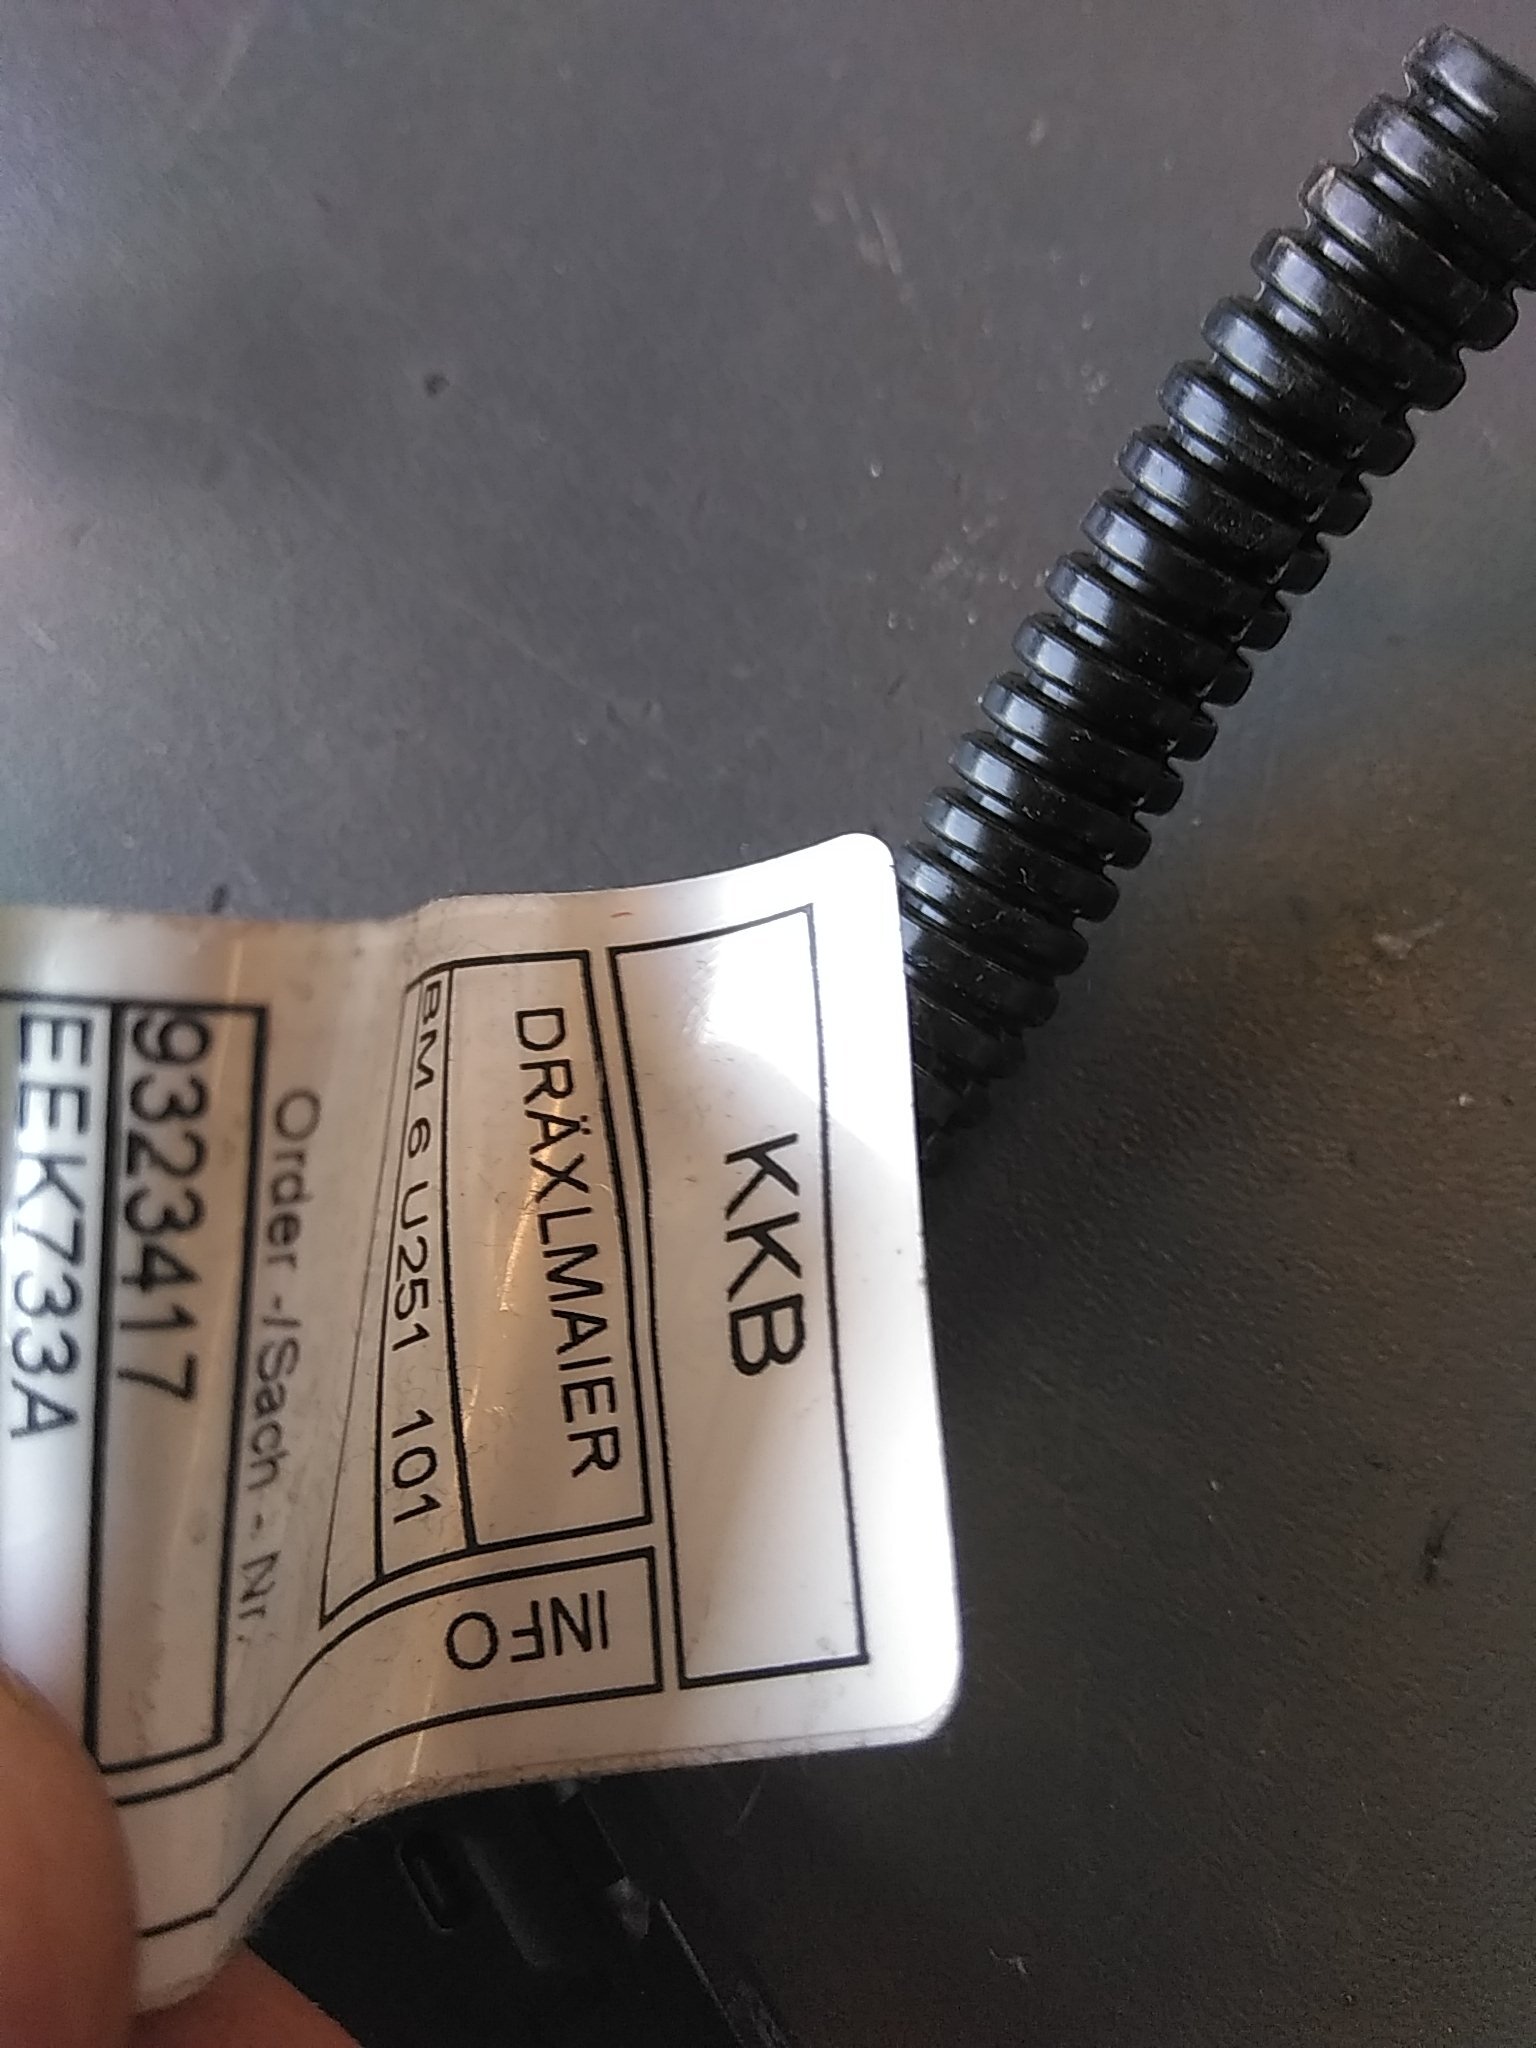 KKB
DRÄXLMAIER
INFO
BM 6 U251 101
Order -/Sach - Nr.
9323417
EEK733A